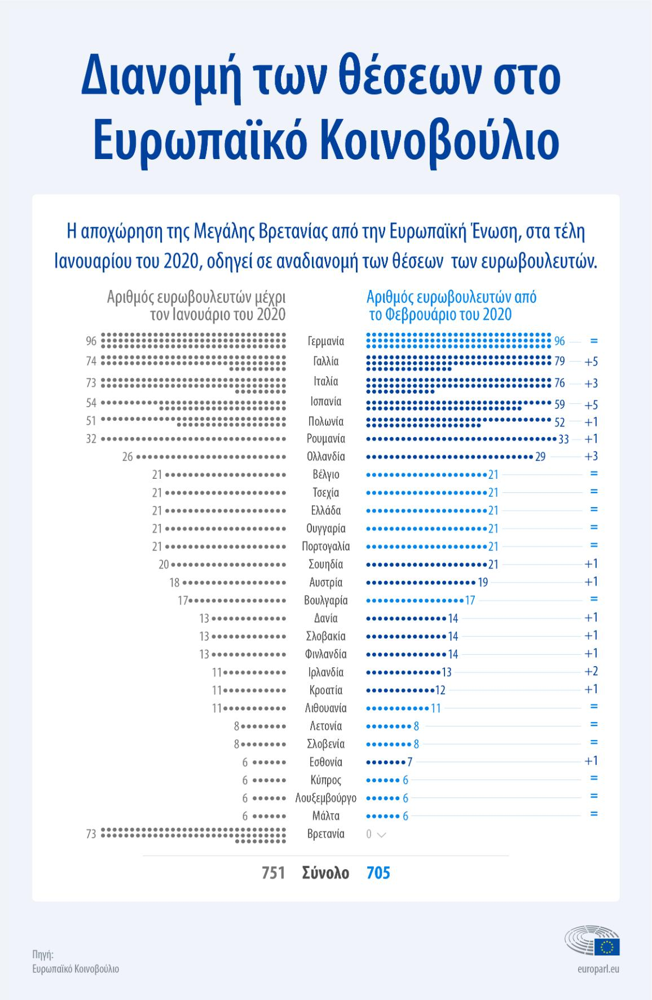 Διανομή των θέσεων στο
Ευρωπαϊκό Κοινοβούλιο
Η αποχώρηση της Μεγάλης Βρετανίας από την Ευρωπαϊκή Ένωση, στα τέλη
Ιανουαρίου του 2020, οδηγεί σε αναδιανομή των θέσεων των ευρωβουλευτών.
Αριθμός ευρωβουλευτών μέχρι
τον Ιανουάριο του 2020
Αριθμός ευρωβουλευτών από
το Φεβρουάριο του 2020
96 Γερμανία 96 =
74 Γαλλία 79 +5
73 Ιταλία 76 +3
54 Ισπανία 59 +5
51 Πολωνία 52 +1
32 Ρουμανία 33 +1
26 Ολλανδία 29 +3
21 Βέλγιο 21 =
21 Τσεχία 21 =
21 Ελλάδα 21 =
21 Ουγγαρία 21 =
21 Πορτογαλία 21 =
20 Σουηδία 21 +1
18 Αυστρία 19 +1
17 Βουλγαρία 17 =
13 Δανία 14 +1
13 Σλοβακία 14 +1
13 Φινλανδία 14 +1
11 Ιρλανδία 13 +2
11 Κροατία 12 +1
11 Λιθουανία 11 =
8 Λετονία 8 =
8 Σλοβενία 8 =
6 Εσθονία 7 +1
6 Κύπρος 6 =
6 Λουξεμβούργο 6 =
6 Μάλτα 6 =
73 Βρετανία 0
751 Σύνολο 705
Πηγή:
Ευρωπαϊκό Κοινοβούλιο
europarl.eu